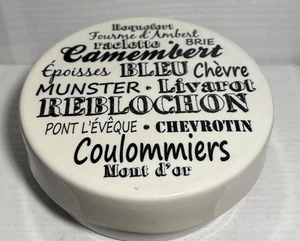 Roquefort
Fourme d'Ambert
raclette • BRIE
Camembert
Époisses BLEU Chèvre
MUNSTER • Livarot
REBLOCHON
PONT L'ÉVÊQUE • CHEVROTIN
Coulommiers
Mont d'or